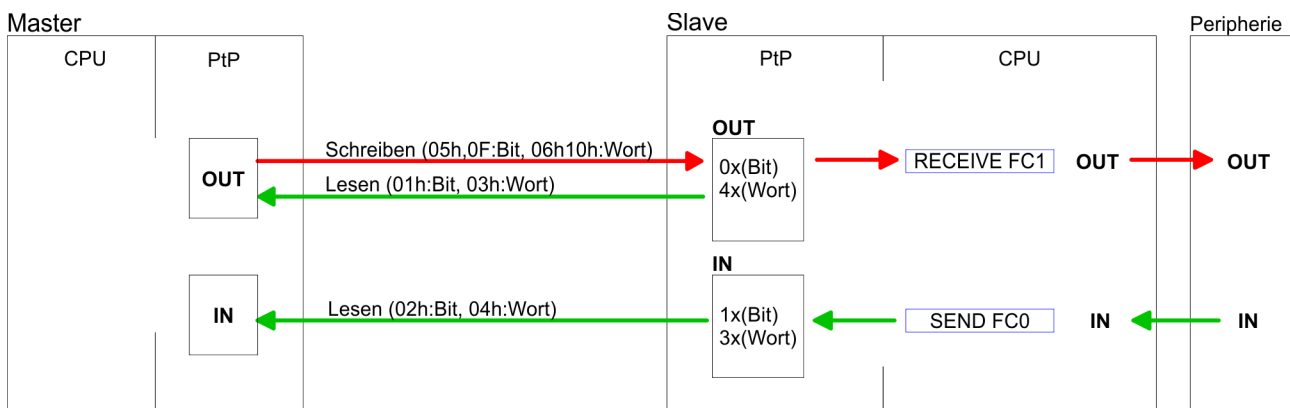 Master
Slave
Peripherie
CPU
PtP
PtP
CPU
OUT
Schreiben (05h,0F:Bit, 06h10h:Wort)
OUT
Lesen (01h:Bit, 03h:Wort)
0x(Bit)
4x(Wort)
RECEIVE FC1
OUT
OUT
IN
IN
Lesen (02h:Bit, 04h:Wort)
1x(Bit)
3x(Wort)
SEND FC0
IN
IN